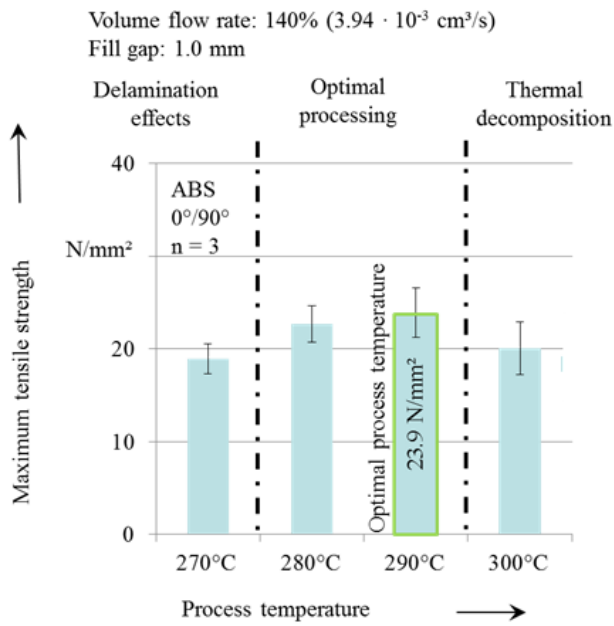 Volume flow rate: 140% (3.94 · 10⁻³ cm³/s)
Fill gap: 1.0 mm
Delamination
effects
Optimal
processing
Thermal
decomposition
40
N/mm²
20
10
0
ABS
0°/90°
n = 3
Optimal process temperature
23.9 N/mm²
Maximum tensile strength
270°C
280°C
290°C
300°C
Process temperature